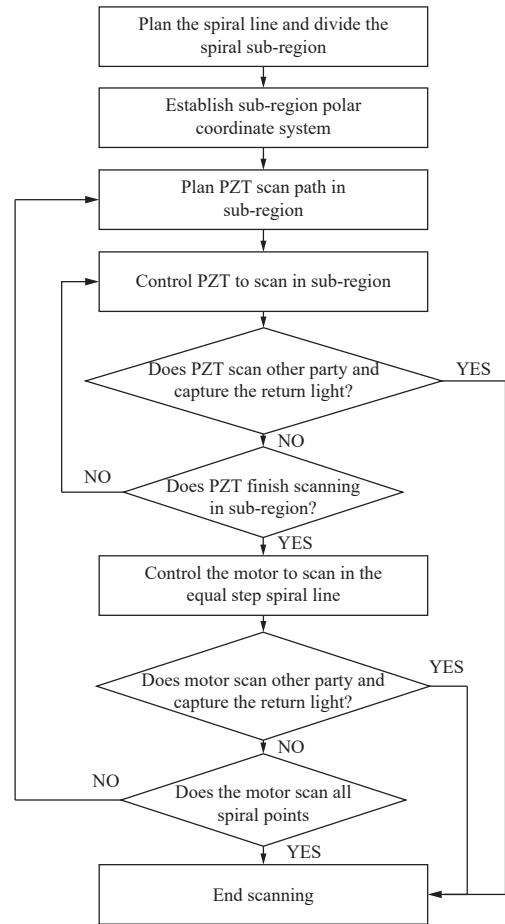 Plan the spiral line and divide the
spiral sub-region
Establish sub-region polar
coordinate system
Plan PZT scan path in
sub-region
Control PZT to scan in sub-region
Does PZT scan other party and
capture the return light?
YES
NO
NO
Does PZT finish scanning
in sub-region?
YES
Control the motor to scan in the
equal step spiral line
YES
Does motor scan other party and
capture the return light?
NO
NO
Does the motor scan all
spiral points
YES
End scanning